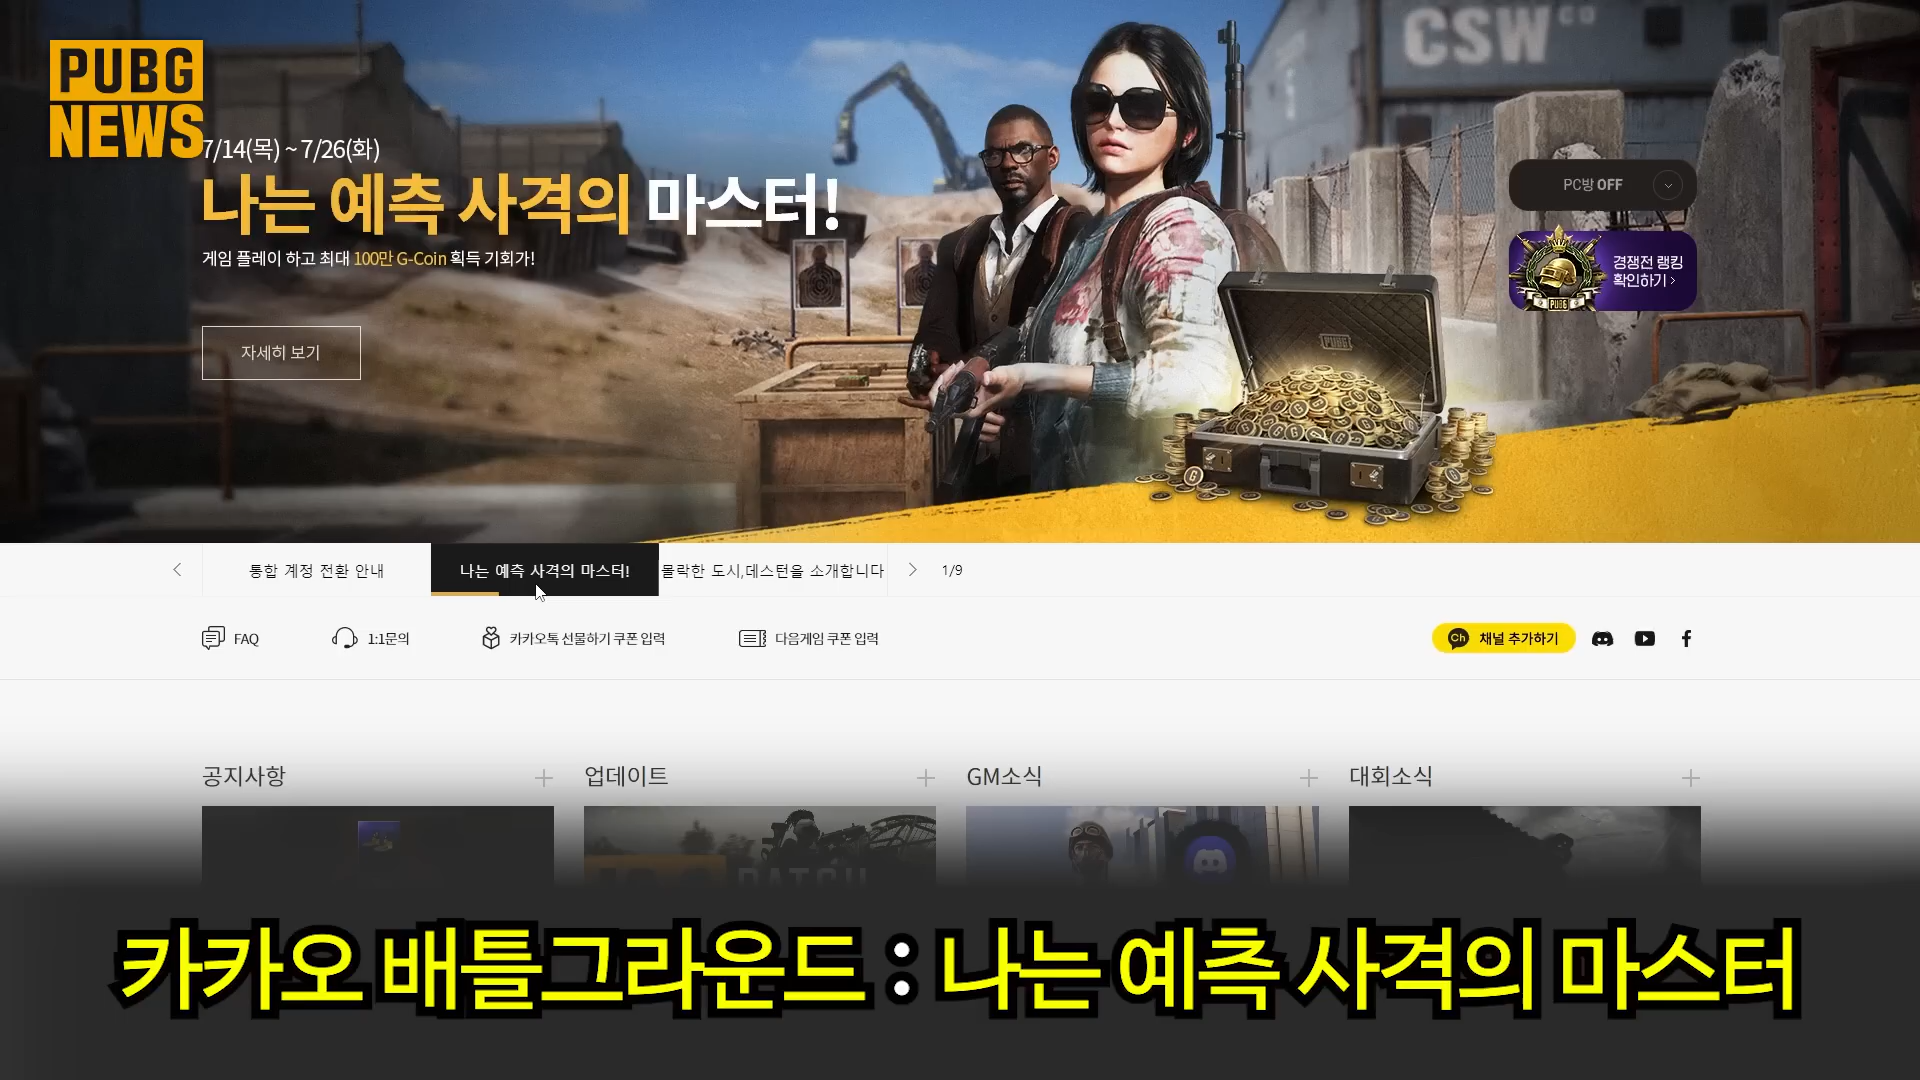 PUBG
NEWS
CSW CO
7/14(목) ~ 7/26(화)
나는 예측 사격의 마스터!
게임 플레이 하고 최대 100만 G-Coin 획득 기회가!
자세히 보기
PC방 OFF
경쟁전 랭킹
확인하기
PUBG
PUBG
통합 계정 전환 안내
나는 예측 사격의 마스터!
몰락한 도시,데스턴을 소개합니다
1/9
FAQ
1:1문의
카카오톡 선물하기 쿠폰 입력
다음게임 쿠폰 입력
Ch 채널 추가하기
공지사항
업데이트
GM소식
대회소식
PATCH
카카오 배틀그라운드 : 나는 예측 사격의 마스터